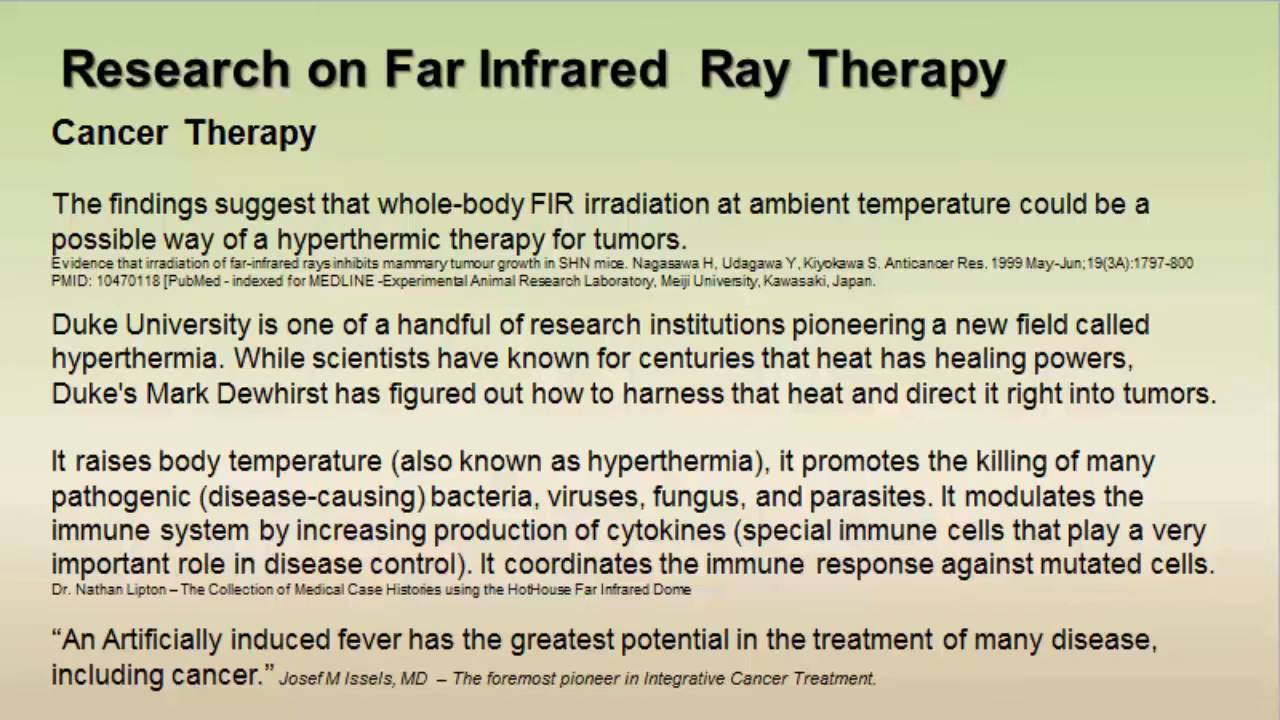 Research on Far Infrared Ray Therapy
Cancer Therapy
The findings suggest that whole-body FIR irradiation at ambient temperature could be a
possible way of a hyperthermic therapy for tumors.
Evidence that irradiation of far-infrared rays inhibits mammary tumour growth in SHN mice. Nagasawa H, Udagawa Y, Kiyokawa S. Anticancer Res. 1999 May-Jun;19(3A):1797-800
PMID: 10470118 [PubMed - indexed for MEDLINE -Experimental Animal Research Laboratory, Meiji University, Kawasaki, Japan.
Duke University is one of a handful of research institutions pioneering a new field called
hyperthermia. While scientists have known for centuries that heat has healing powers,
Duke's Mark Dewhirst has figured out how to harness that heat and direct it right into tumors.
It raises body temperature (also known as hyperthermia), it promotes the killing of many
pathogenic (disease-causing) bacteria, viruses, fungus, and parasites. It modulates the
immune system by increasing production of cytokines (special immune cells that play a very
important role in disease control). It coordinates the immune response against mutated cells.
Dr. Nathan Lipton – The Collection of Medical Case Histories using the HotHouse Far Infrared Dome
“An Artificially induced fever has the greatest potential in the treatment of many disease,
including cancer.” Josef M Issels, MD – The foremost pioneer in Integrative Cancer Treatment.